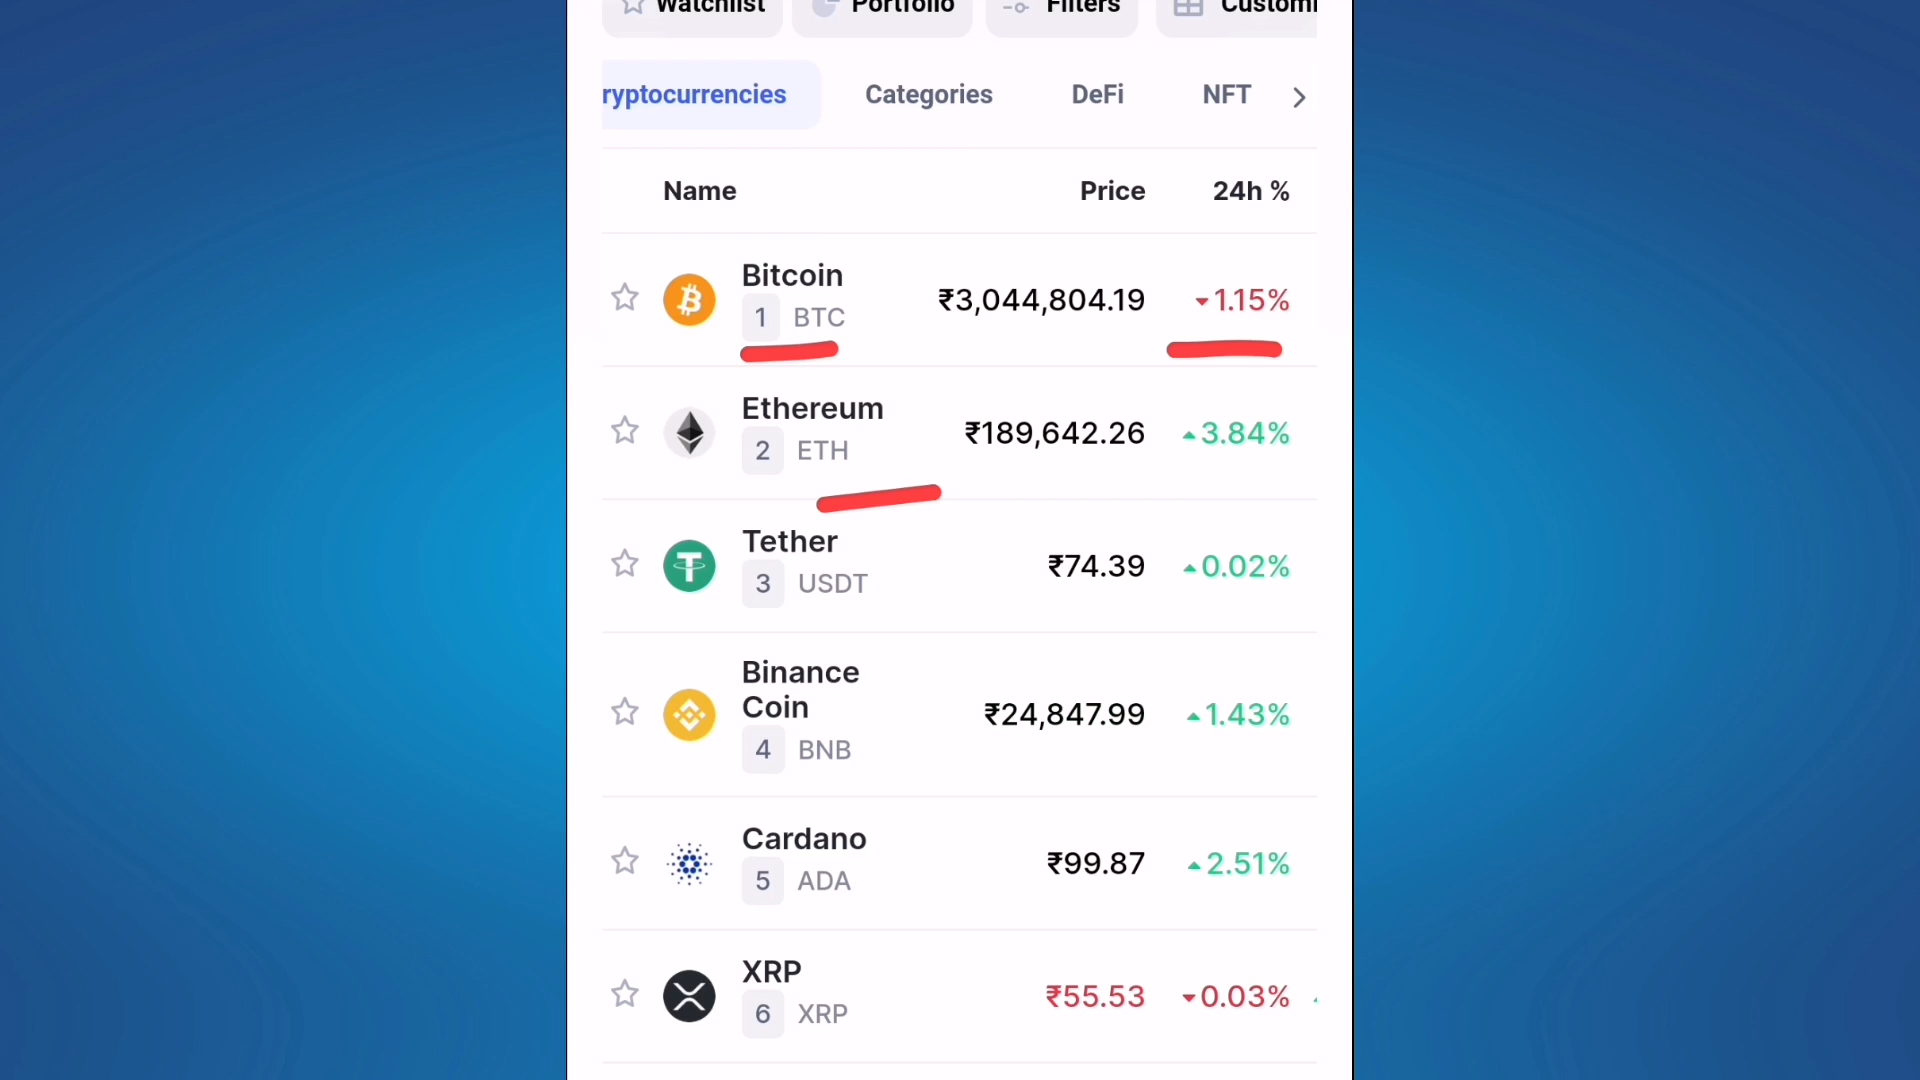 Watchlist Portfolio Filters Customi
ryptocurrencies Categories DeFi NFT
Name Price 24h %
Bitcoin
1 BTC ₹3,044,804.19 1.15%
Ethereum
2 ETH ₹189,642.26 3.84%
Tether
3 USDT ₹74.39 0.02%
Binance
Coin
4 BNB ₹24,847.99 1.43%
Cardano
5 ADA ₹99.87 2.51%
XRP
6 XRP ₹55.53 0.03%